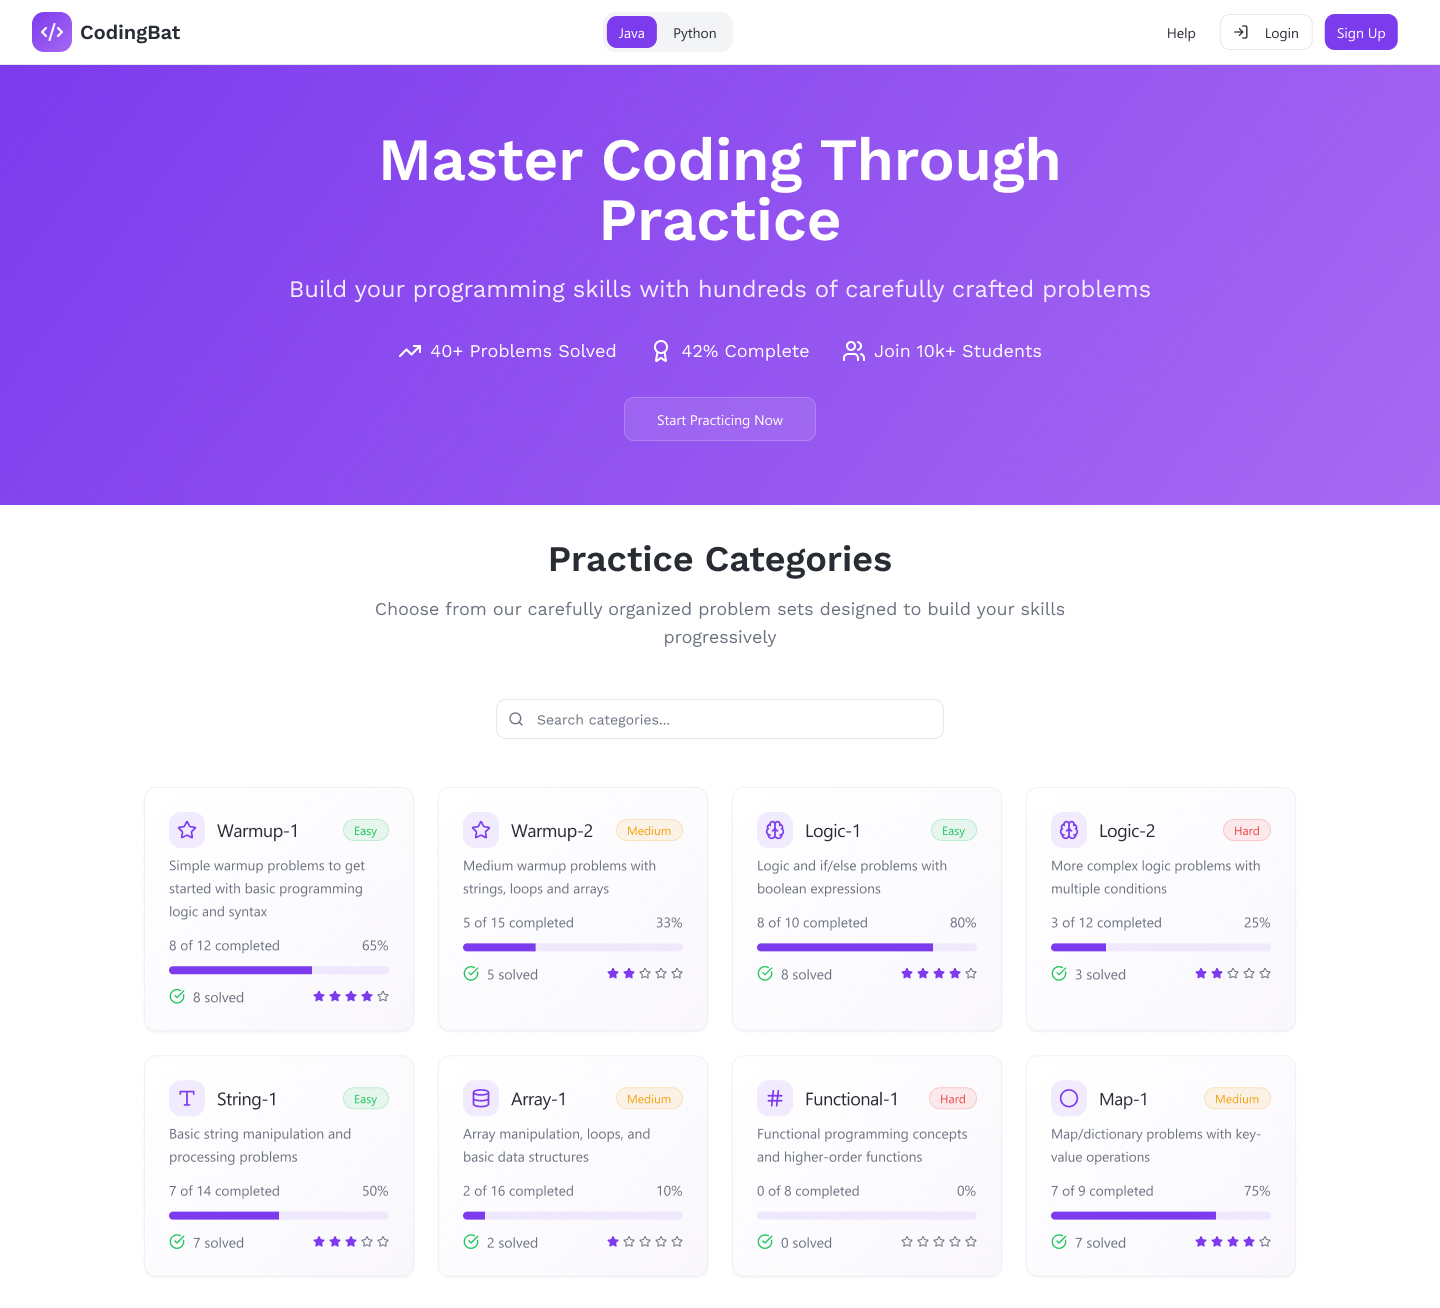 CodingBat
Java
Python
Help
Login
Sign Up
Master Coding Through
Practice
Build your programming skills with hundreds of carefully crafted problems
40+ Problems Solved
42% Complete
Join 10k+ Students
Start Practicing Now
Practice Categories
Choose from our carefully organized problem sets designed to build your skills
progressively
Search categories...
Warmup-1
Easy
Simple warmup problems to get
started with basic programming
logic and syntax
8 of 12 completed
65%
8 solved
Warmup-2
Medium
Medium warmup problems with
strings, loops and arrays
5 of 15 completed
33%
5 solved
Logic-1
Easy
Logic and if/else problems with
boolean expressions
8 of 10 completed
80%
8 solved
Logic-2
Hard
More complex logic problems with
multiple conditions
3 of 12 completed
25%
3 solved
String-1
Easy
Basic string manipulation and
processing problems
7 of 14 completed
50%
7 solved
Array-1
Medium
Array manipulation, loops, and
basic data structures
2 of 16 completed
10%
2 solved
Functional-1
Hard
Functional programming concepts
and higher-order functions
0 of 8 completed
0%
0 solved
Map-1
Medium
Map/dictionary problems with key-
value operations
7 of 9 completed
75%
7 solved